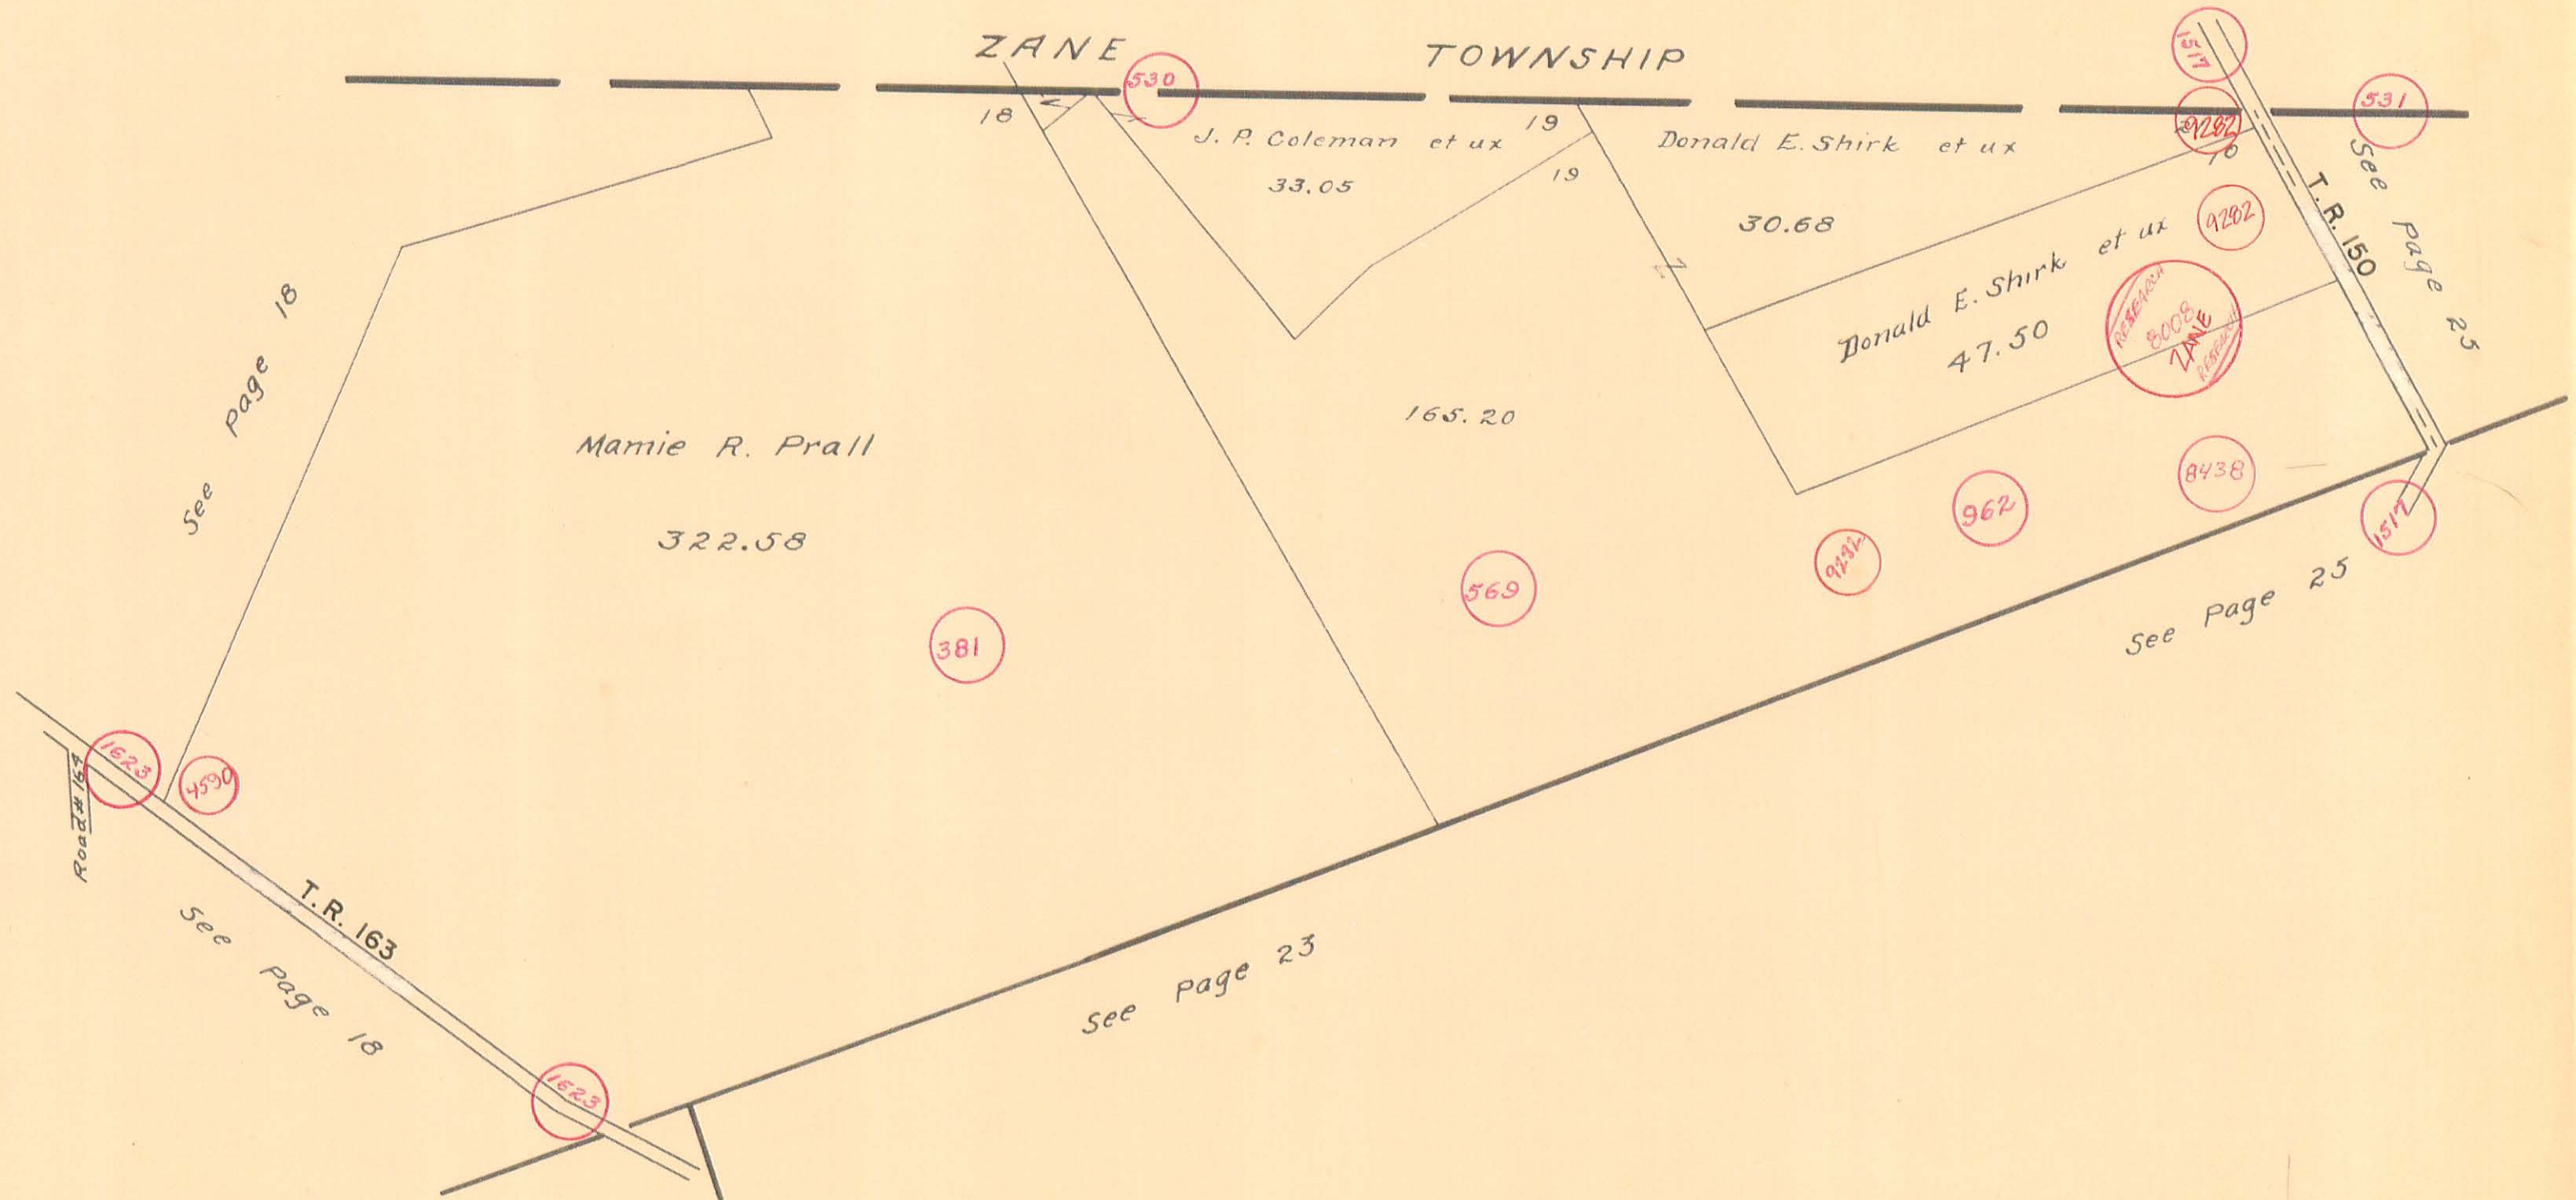 ZANE TOWNSHIP
1517
530
531
18
19
J. P. Coleman et ux
33.05
19
Donald E. Shirk et ux
30.68
9282
10
9282
Donald E. Shirk et ux
47.50
RESEARCH
8008
ZANE
RESEARCH
T. R. 150
See page 25
See page 18
Mamie R. Prall
322.58
165.20
381
569
9282
962
8438
1517
See Page 25
1623
4590
Road # 164
T. R. 163
See page 18
1623
See page 23